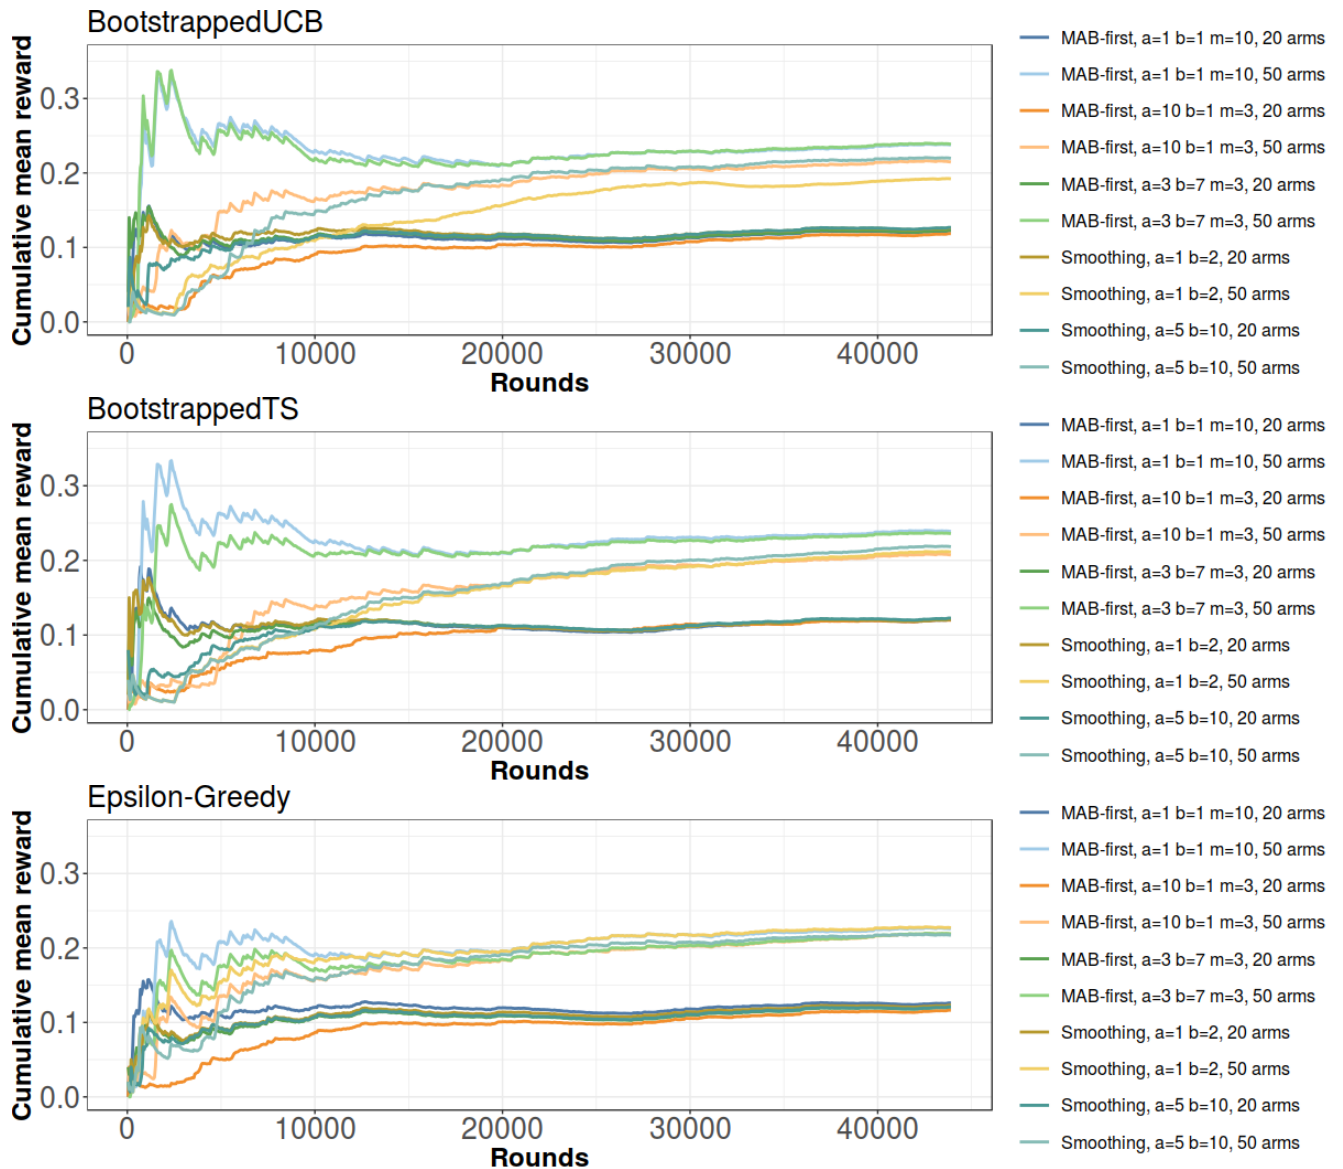 BootstrappedUCB
Cumulative mean reward
0.3
0.2
0.1
0.0
0 10000 20000 30000 40000
Rounds
MAB-first, a=1 b=1 m=10, 20 arms
MAB-first, a=1 b=1 m=10, 50 arms
MAB-first, a=10 b=1 m=3, 20 arms
MAB-first, a=10 b=1 m=3, 50 arms
MAB-first, a=3 b=7 m=3, 20 arms
MAB-first, a=3 b=7 m=3, 50 arms
Smoothing, a=1 b=2, 20 arms
Smoothing, a=1 b=2, 50 arms
Smoothing, a=5 b=10, 20 arms
Smoothing, a=5 b=10, 50 arms
BootstrappedTS
Cumulative mean reward
0.3
0.2
0.1
0.0
0 10000 20000 30000 40000
Rounds
MAB-first, a=1 b=1 m=10, 20 arms
MAB-first, a=1 b=1 m=10, 50 arms
MAB-first, a=10 b=1 m=3, 20 arms
MAB-first, a=10 b=1 m=3, 50 arms
MAB-first, a=3 b=7 m=3, 20 arms
MAB-first, a=3 b=7 m=3, 50 arms
Smoothing, a=1 b=2, 20 arms
Smoothing, a=1 b=2, 50 arms
Smoothing, a=5 b=10, 20 arms
Smoothing, a=5 b=10, 50 arms
Epsilon-Greedy
Cumulative mean reward
0.3
0.2
0.1
0.0
0 10000 20000 30000 40000
Rounds
MAB-first, a=1 b=1 m=10, 20 arms
MAB-first, a=1 b=1 m=10, 50 arms
MAB-first, a=10 b=1 m=3, 20 arms
MAB-first, a=10 b=1 m=3, 50 arms
MAB-first, a=3 b=7 m=3, 20 arms
MAB-first, a=3 b=7 m=3, 50 arms
Smoothing, a=1 b=2, 20 arms
Smoothing, a=1 b=2, 50 arms
Smoothing, a=5 b=10, 20 arms
Smoothing, a=5 b=10, 50 arms